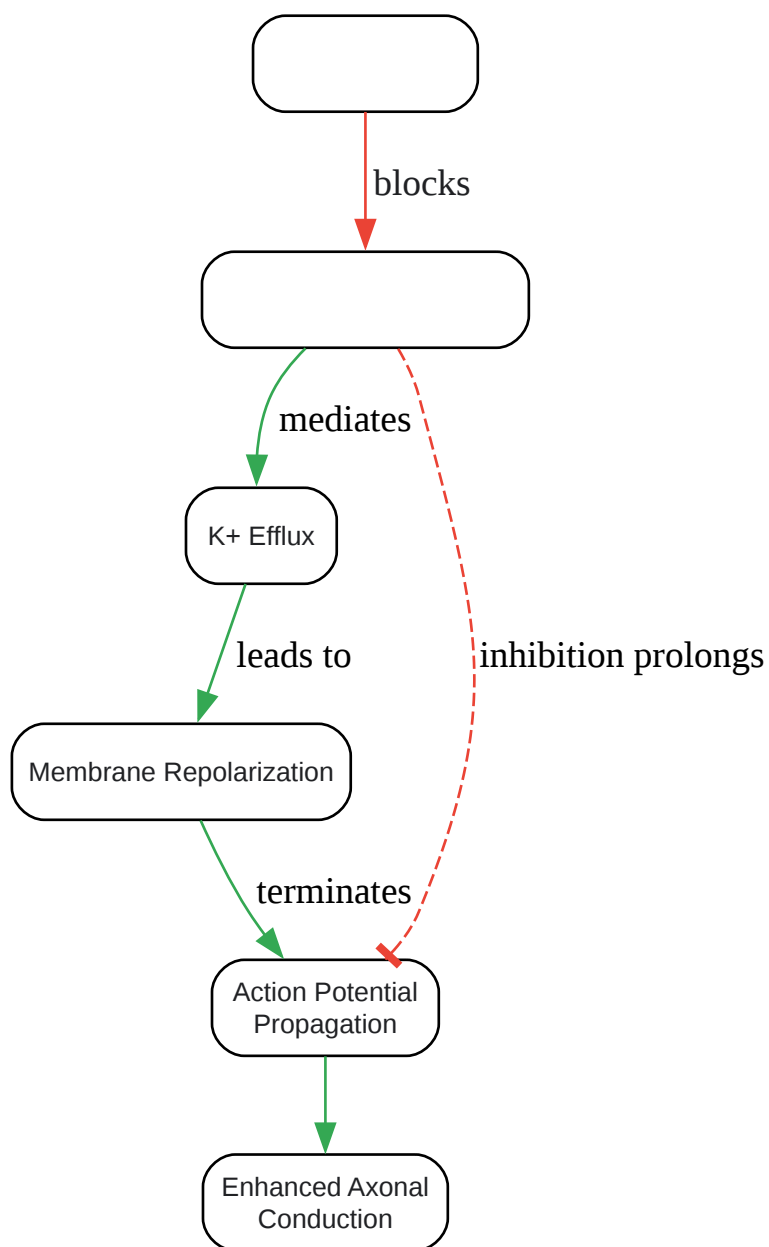 blocks
mediates
K+ Efflux
leads to
inhibition prolongs
Membrane Repolarization
terminates
Action Potential
Propagation
Enhanced Axonal
Conduction